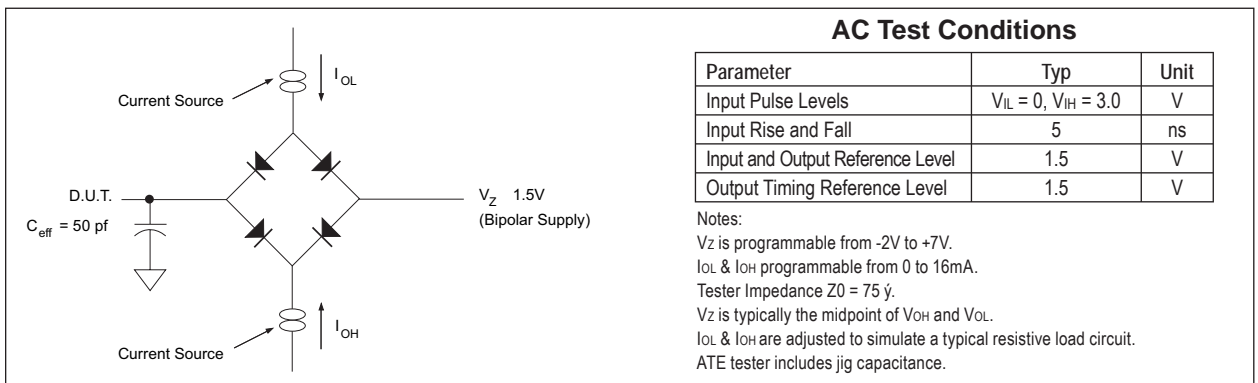 I OL
Current Source
D.U.T.
C eff = 50 pf
V Z 1.5V
(Bipolar Supply)
I OH
Current Source
AC Test Conditions
Parameter Typ Unit
Input Pulse Levels VIL = 0, VIH = 3.0 V
Input Rise and Fall 5 ns
Input and Output Reference Level 1.5 V
Output Timing Reference Level 1.5 V
Notes:
VZ is programmable from -2V to +7V.
IOL & IOH programmable from 0 to 16mA.
Tester Impedance Z0 = 75 ý.
VZ is typically the midpoint of VOH and VOL.
IOL & IOH are adjusted to simulate a typical resistive load circuit.
ATE tester includes jig capacitance.